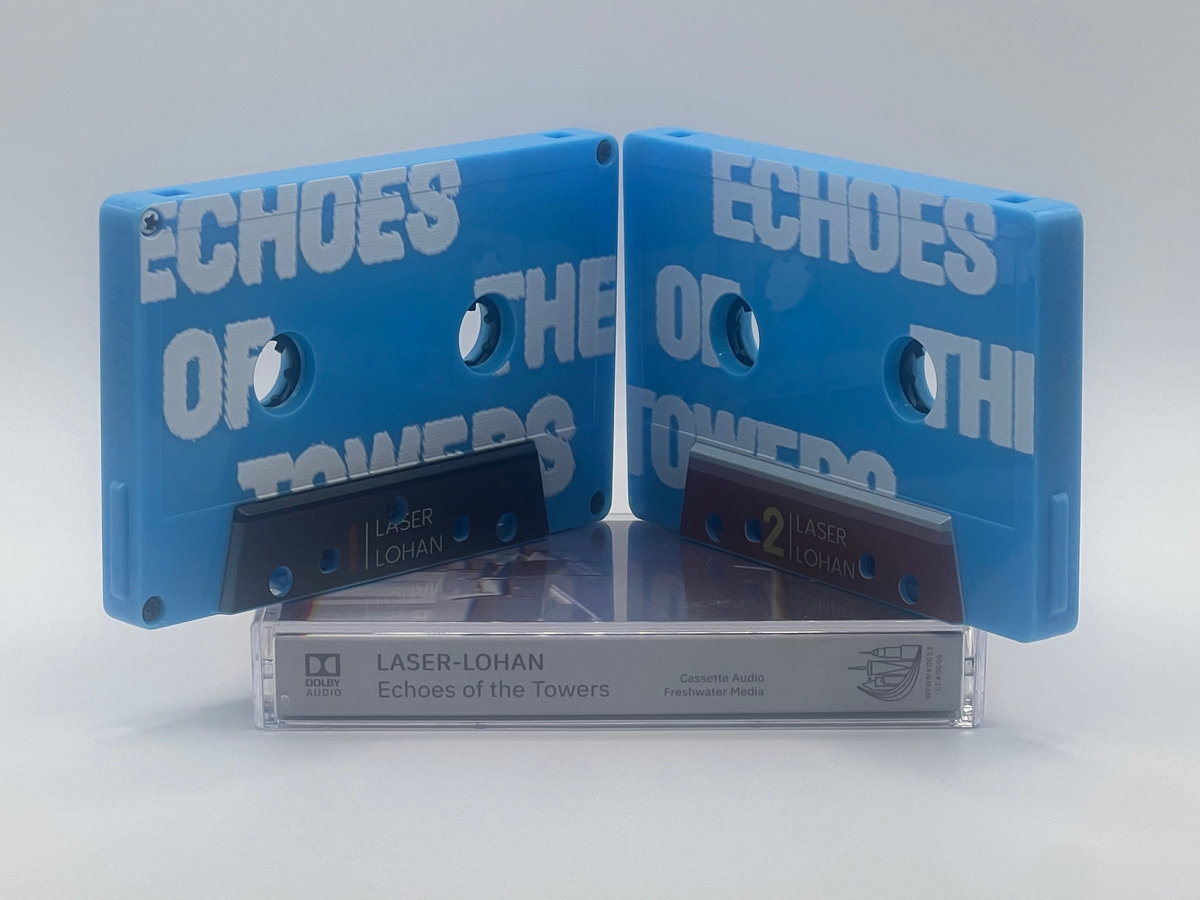 ECHOES
OF THE
TOWERS
LASER
LOHAN
ECHOES
OF THE
TOWERS
2
LASER
LOHAN
DOLBY
AUDIO
LASER-LOHAN
Echoes of the Towers
Cassette Audio
Freshwater Media